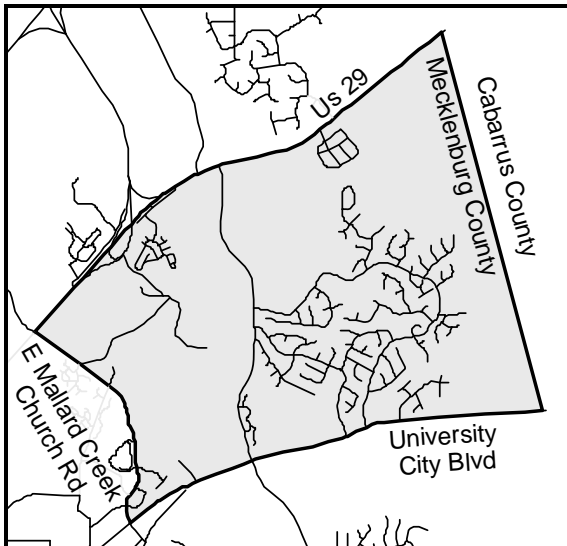 Us 29
Mecklenburg County
Cabarrus County
E Mallard Creek
Church Rd
University
City Blvd